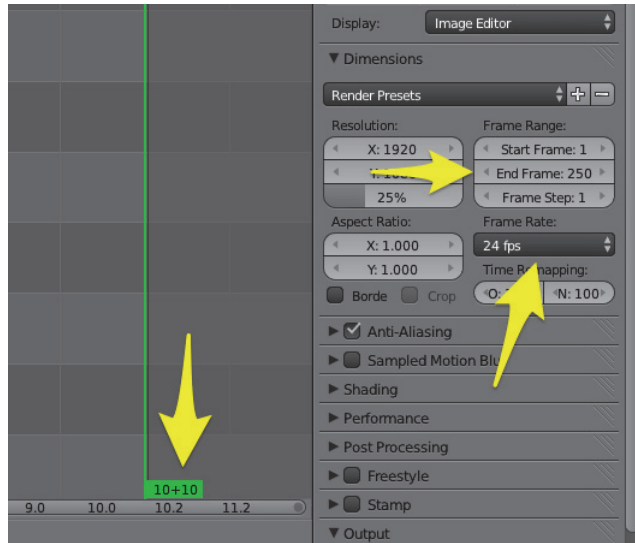 Display: Image Editor
Dimensions
Render Presets
Resolution: Frame Range:
X: 1920 Start Frame: 1
End Frame: 250
25% Frame Step: 1
Aspect Ratio: Frame Rate:
X: 1.000 24 fps
Y: 1.000 Time
Borde Crop O: N: 100
Anti-Aliasing
Sampled Motion
Shading
Performance
Post Processing
10+10 Freestyle
9.0 10.0 10.2 11.2 Stamp
Output